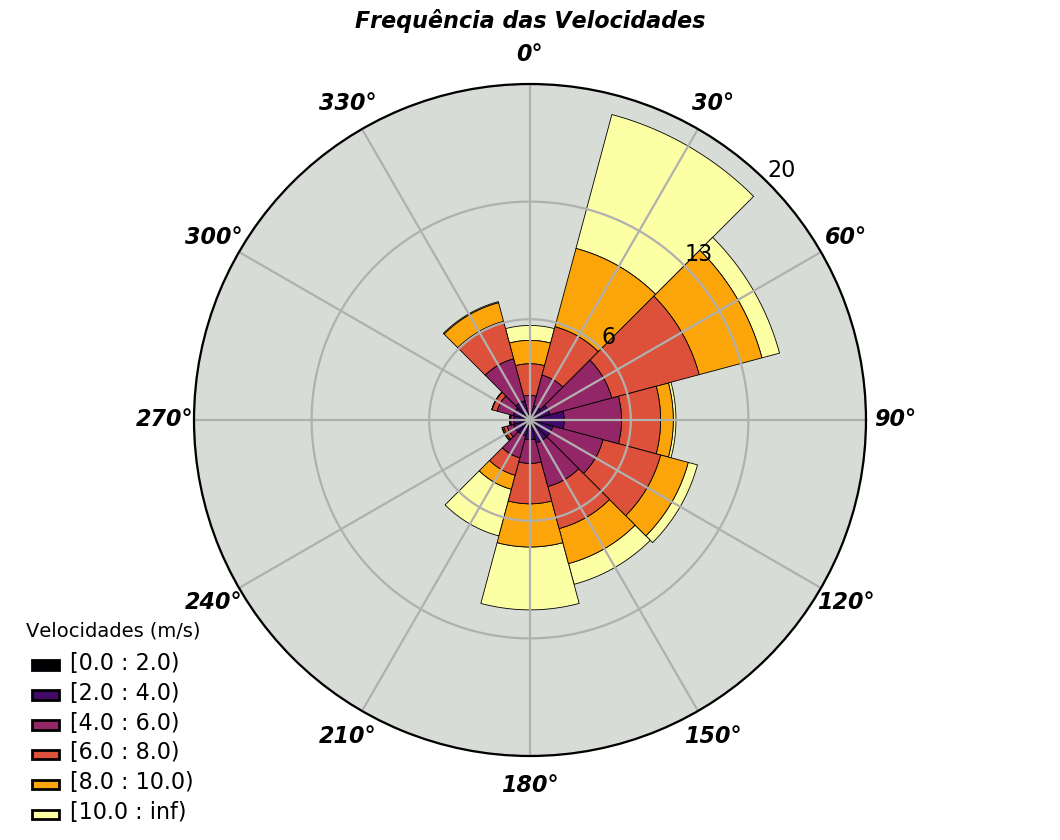 Frequência das Velocidades
0°
330°
30°
20
300°
60°
13
6
270°
90°
240°
120°
210°
150°
180°
Velocidades (m/s)
[0.0 : 2.0)
[2.0 : 4.0)
[4.0 : 6.0)
[6.0 : 8.0)
[8.0 : 10.0)
[10.0 : inf)